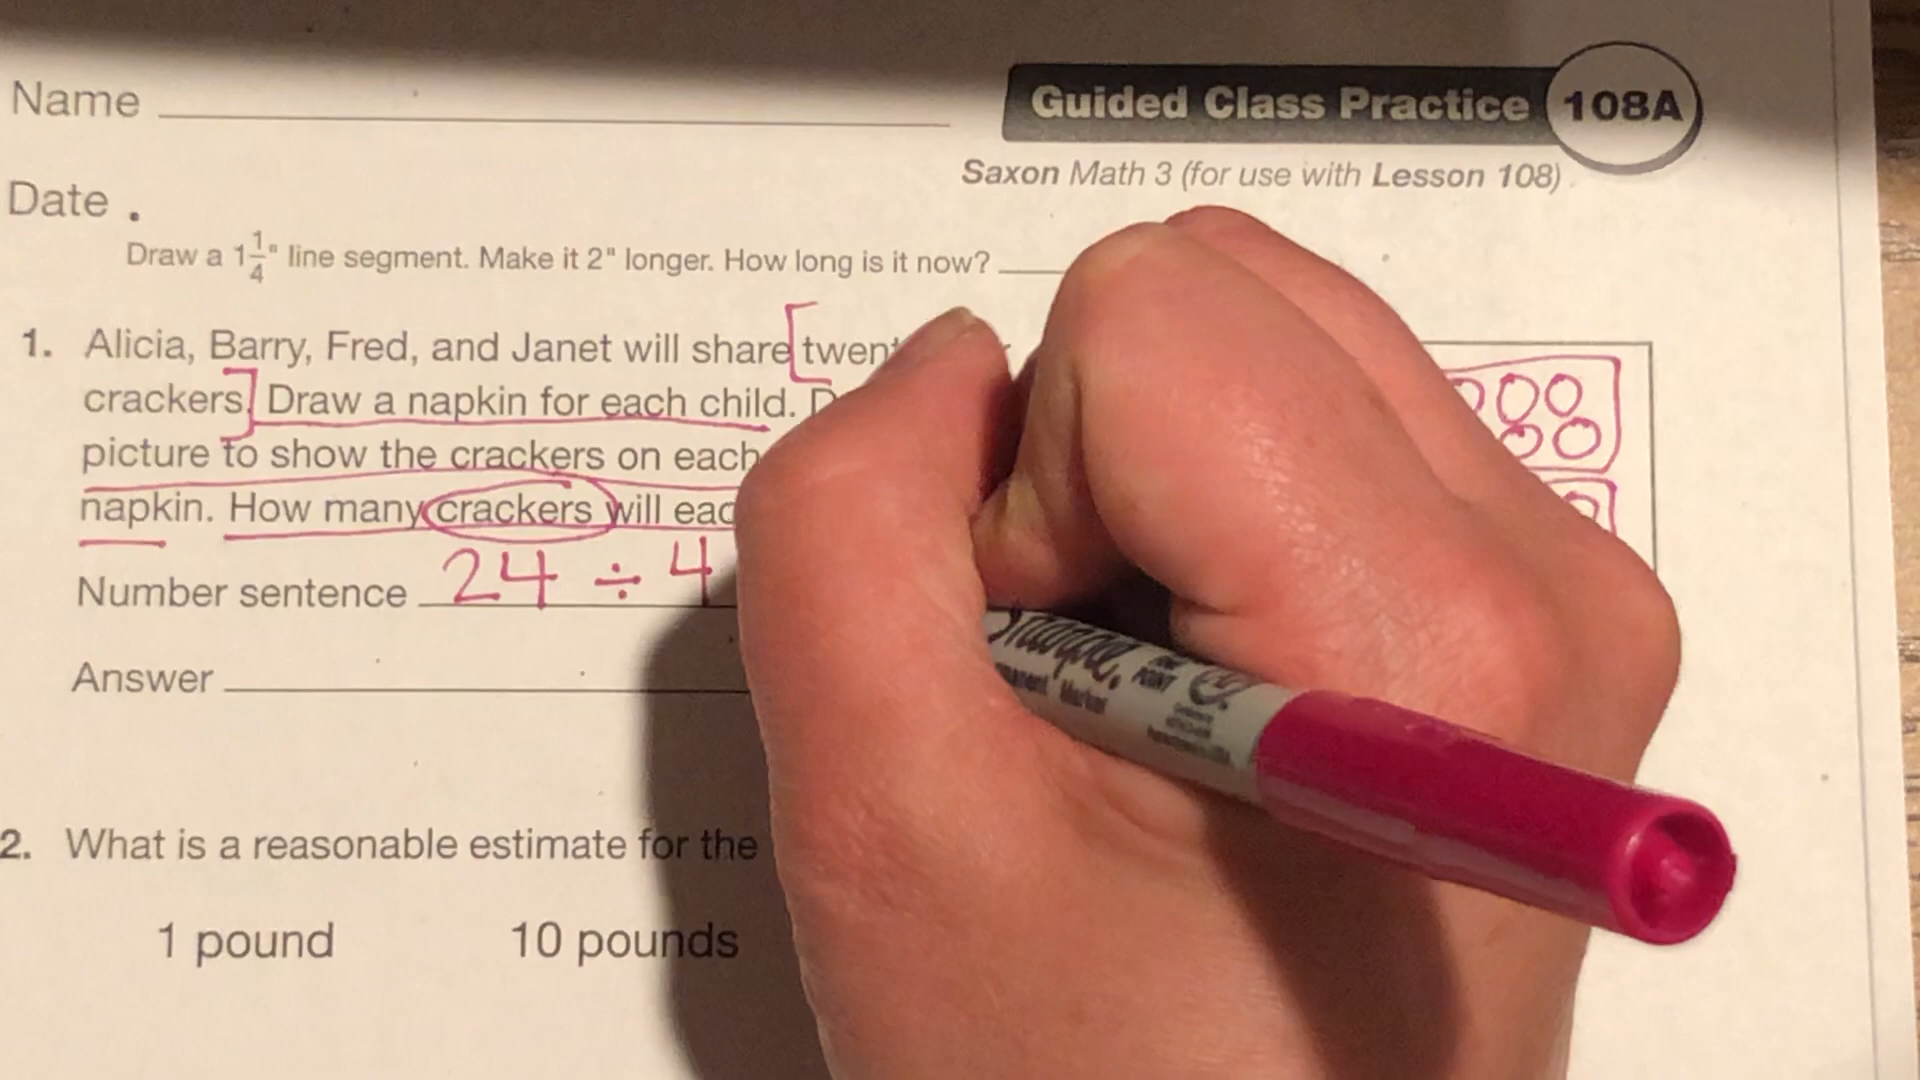 Name
Guided Class Practice 108A
Saxon Math 3 (for use with Lesson 108)
Date
Draw a 1 1/4" line segment. Make it 2" longer. How long is it now?
1. Alicia, Barry, Fred, and Janet will share
crackers. Draw a napkin for each child.
picture to show the crackers on each
napkin. How many crackers will
Number sentence 24 ÷ 4
Answer
2. What is a reasonable estimate for the
1 pound 10 pounds